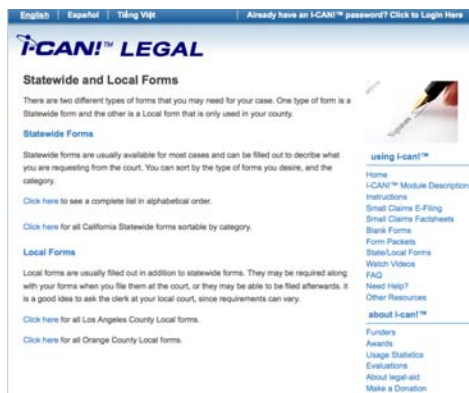 English | Español | Tiếng Việt | Already have an I-CAN!™ password? Click to Login Here
i-CAN!™ LEGAL
Statewide and Local Forms
There are two different types of forms that you may need for your case. One type of form is a
Statewide form and the other is a Local form that is only used in your county.
Statewide Forms
Statewide forms are usually available for most cases and can be filled out to decribe what
you are requesting from the court. You can sort by the type of forms you desire, and the
category.
Click here to see a complete list in alphabetical order.
Click here for all California Statewide forms sortable by category.
Local Forms
Local forms are usually filled out in addition to statewide forms. They may be required along
with your forms when you file them at the court, or they may be able to be filed afterwards. it
is a good idea to ask the clerk at your local court, since requirements can vary.
Click here for all Los Angeles County Local forms.
Click here for all Orange County Local forms.
Signature
using i-can!™
Home
I-CAN!™ Module Description
Instructions
Small Claims E-Filing
Small Claims Factsheets
Blank Forms
Form Packets
State/Local Forms
Watch Videos
FAQ
Need Help?
Other Resources
about i-can!™
Funders
Awards
Usage Statistics
Evaluations
About legal-aid
Make a Donation